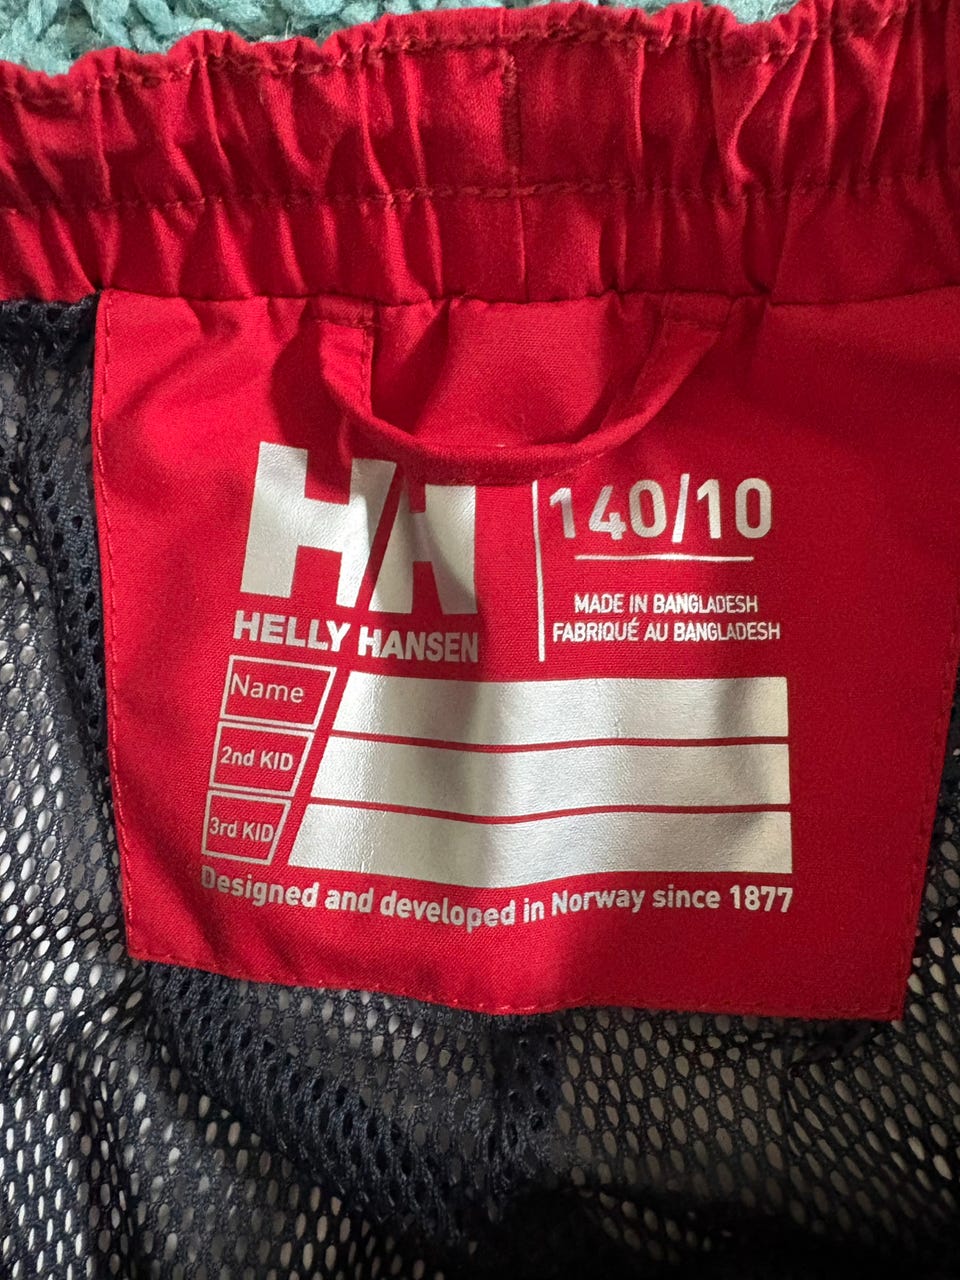 HH
HELLY HANSEN
140/10
MADE IN BANGLADESH
FABRIQUÉ AU BANGLADESH
Name
2nd KID
3rd KID
Designed and developed in Norway since 1877